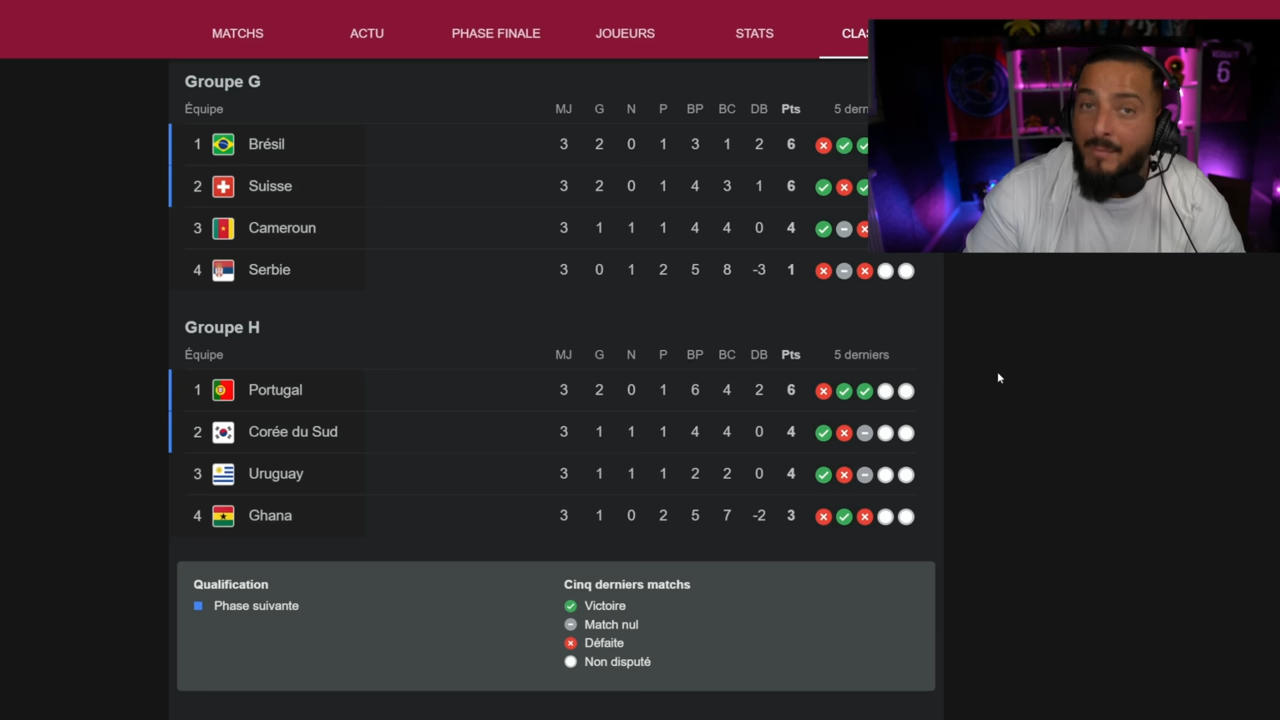 MATCHS ACTU PHASE FINALE JOUEURS STATS CLAS
Groupe G
Équipe MJ G N P BP BC DB Pts 5 dern
1 Brésil 3 2 0 1 3 1 2 6
2 Suisse 3 2 0 1 4 3 1 6
3 Cameroun 3 1 1 1 4 4 0 4
4 Serbie 3 0 1 2 5 8 -3 1
Groupe H
Équipe MJ G N P BP BC DB Pts 5 derniers
1 Portugal 3 2 0 1 6 4 2 6
2 Corée du Sud 3 1 1 1 4 4 0 4
3 Uruguay 3 1 1 1 2 2 0 4
4 Ghana 3 1 0 2 5 7 -2 3
Qualification
Phase suivante
Cinq derniers matchs
Victoire
Match nul
Défaite
Non disputé
6